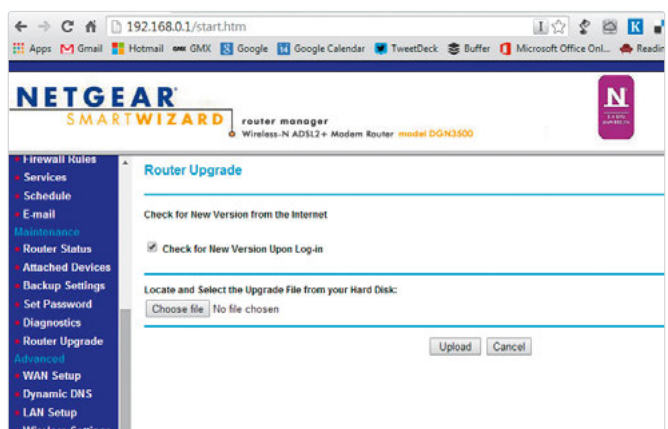 192.168.0.1/start.htm
Apps Gmail Hotmail GMX Google Google Calendar TweetDeck Buffer Microsoft Office Onl... Readin
NETGEAR
SMARTWIZARD router manager
Wireless-N ADSL2+ Modem Router model DGN3500
N
Firewall Rules
Services
Schedule
E-mail
Maintenance
Router Status
Attached Devices
Backup Settings
Set Password
Diagnostics
Router Upgrade
Advanced
WAN Setup
Dynamic DNS
LAN Setup
Router Upgrade
Check for New Version from the Internet
Check for New Version Upon Log-in
Locate and Select the Upgrade File from your Hard Disk:
Choose file No file chosen
Upload Cancel